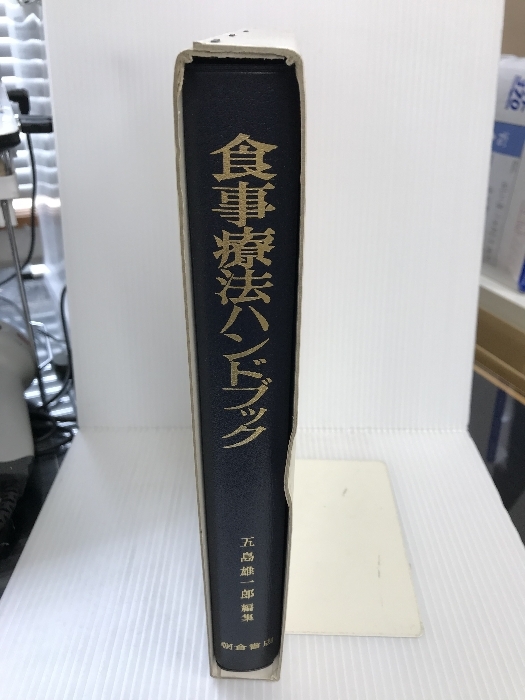 食事療法ハンドブック
五島雄一郎 編集
朝倉書店
370